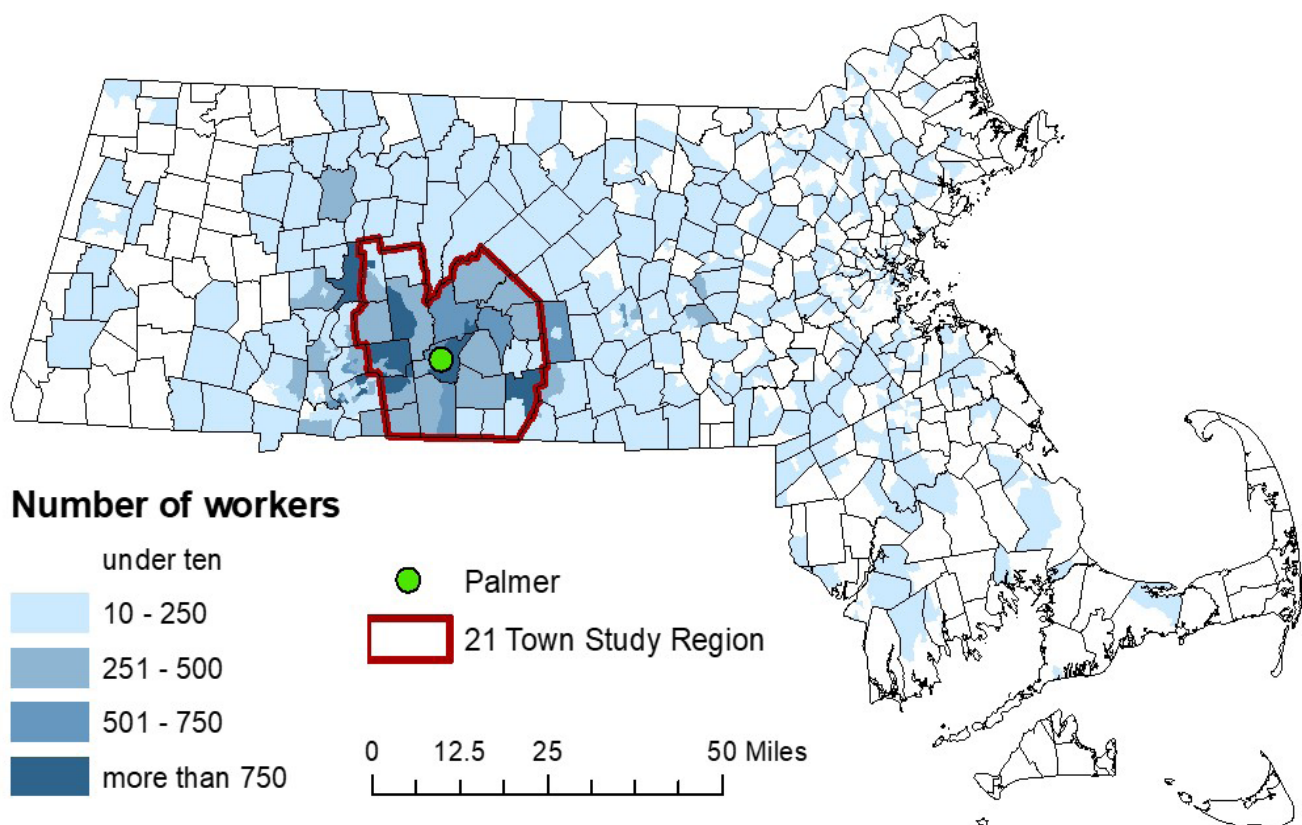 Number of workers
under ten
10 - 250
251 - 500
501 - 750
more than 750
Palmer
21 Town Study Region
0 12.5 25 50 Miles